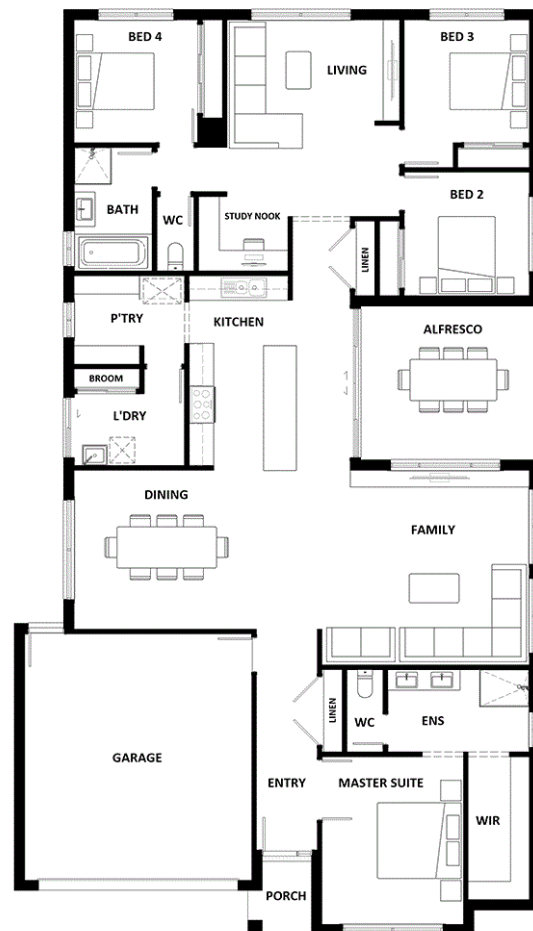 BED 4
BED 3
LIVING
BED 2
BATH
WC
STUDY NOOK
LINEN
P'TRY
KITCHEN
ALFRESCO
BROOM
L'DRY
DINING
FAMILY
LINEN
WC
ENS
GARAGE
ENTRY
MASTER SUITE
WIR
PORCH